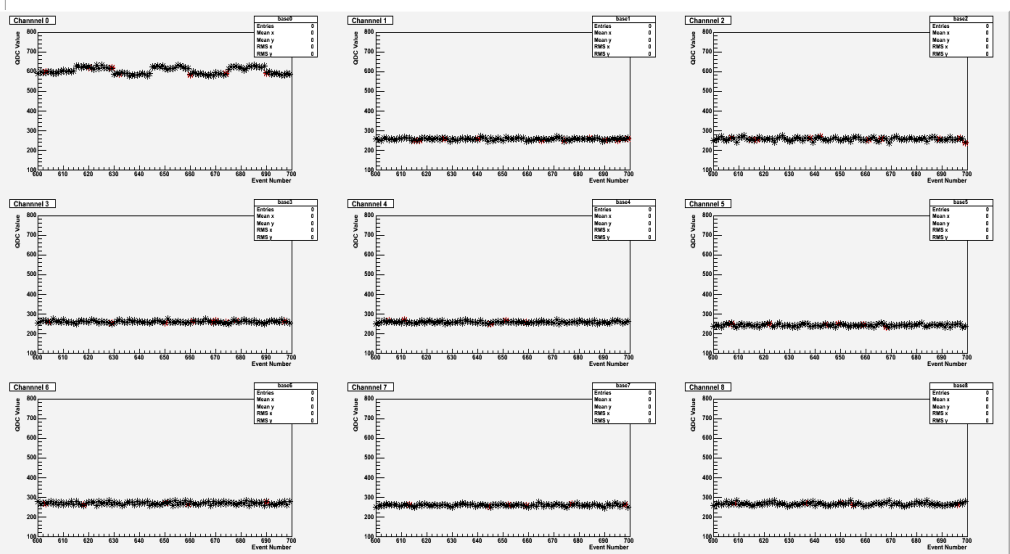 Channnel 0
base0
Entries 0
Mean x 0
Mean y 0
RMS x 0
RMS y 0
QDC Value
800
700
600
500
400
300
200
100
600 610 620 630 640 650 660 670 680 690 700
Event Number
Channnel 1
base1
Entries 0
Mean x 0
Mean y 0
RMS x 0
RMS y 0
QDC Value
800
700
600
500
400
300
200
100
600 610 620 630 640 650 660 670 680 690 700
Event Number
Channnel 2
base2
Entries 0
Mean x 0
Mean y 0
RMS x 0
RMS y 0
QDC Value
800
700
600
500
400
300
200
100
600 610 620 630 640 650 660 670 680 690 700
Event Number
Channnel 3
base3
Entries 0
Mean x 0
Mean y 0
RMS x 0
RMS y 0
QDC Value
800
700
600
500
400
300
200
100
600 610 620 630 640 650 660 670 680 690 700
Event Number
Channnel 4
base4
Entries 0
Mean x 0
Mean y 0
RMS x 0
RMS y 0
QDC Value
800
700
600
500
400
300
200
100
600 610 620 630 640 650 660 670 680 690 700
Event Number
Channnel 5
base5
Entries 0
Mean x 0
Mean y 0
RMS x 0
RMS y 0
QDC Value
800
700
600
500
400
300
200
100
600 610 620 630 640 650 660 670 680 690 700
Event Number
Channnel 6
base6
Entries 0
Mean x 0
Mean y 0
RMS x 0
RMS y 0
QDC Value
800
700
600
500
400
300
200
100
600 610 620 630 640 650 660 670 680 690 700
Event Number
Channnel 7
base7
Entries 0
Mean x 0
Mean y 0
RMS x 0
RMS y 0
QDC Value
800
700
600
500
400
300
200
100
600 610 620 630 640 650 660 670 680 690 700
Event Number
Channnel 8
base8
Entries 0
Mean x 0
Mean y 0
RMS x 0
RMS y 0
QDC Value
800
700
600
500
400
300
200
100
600 610 620 630 640 650 660 670 680 690 700
Event Number